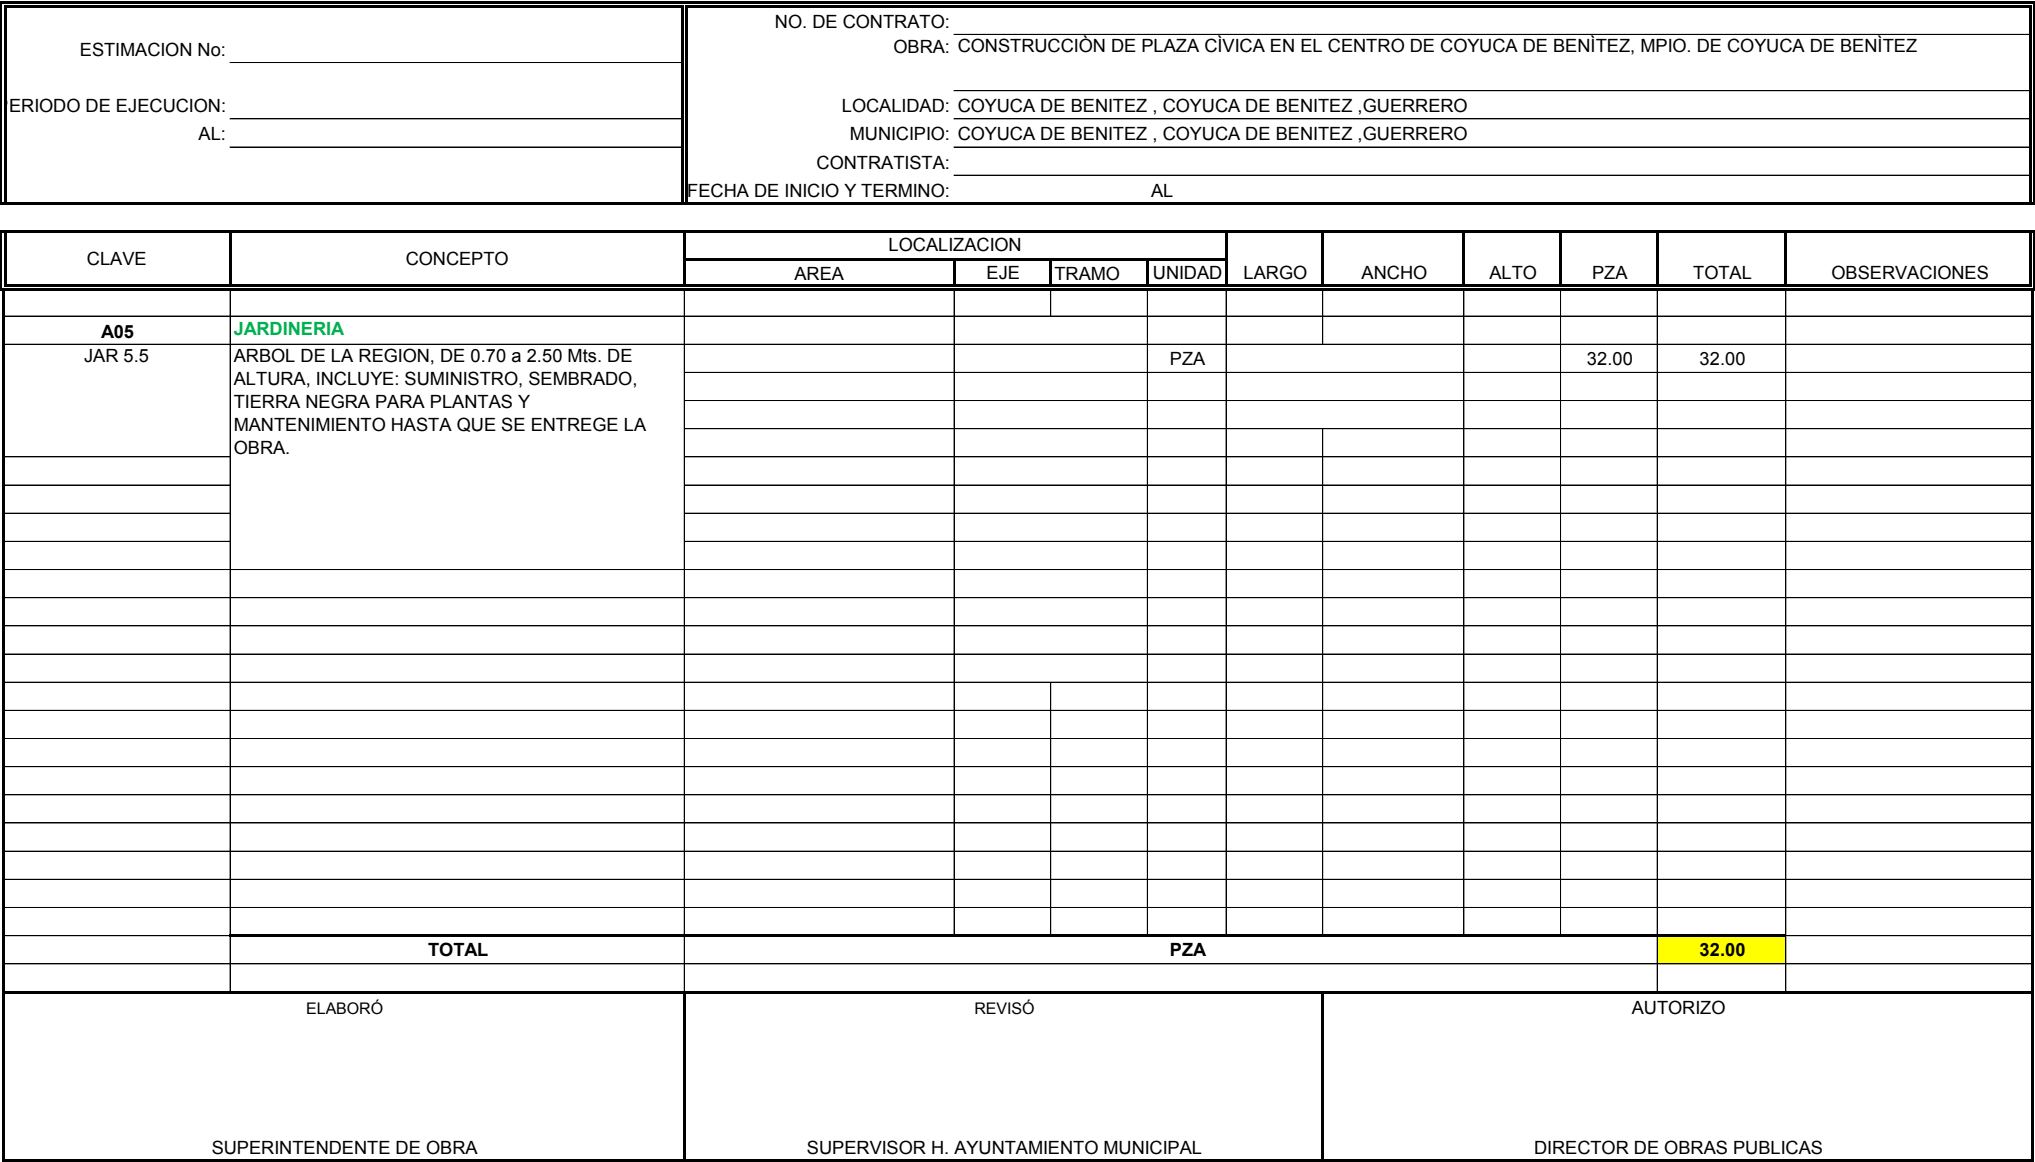 NO. DE CONTRATO:
ESTIMACION No:
OBRA: CONSTRUCCIÒN DE PLAZA CÌVICA EN EL CENTRO DE COYUCA DE BENÌTEZ, MPIO. DE COYUCA DE BENÌTEZ
ERIODO DE EJECUCION:
LOCALIDAD: COYUCA DE BENITEZ , COYUCA DE BENITEZ ,GUERRERO
AL:
MUNICIPIO: COYUCA DE BENITEZ , COYUCA DE BENITEZ ,GUERRERO
CONTRATISTA:
FECHA DE INICIO Y TERMINO: AL
CLAVE CONCEPTO LOCALIZACION LARGO ANCHO ALTO PZA TOTAL OBSERVACIONES
AREA EJE TRAMO UNIDAD
A05 JARDINERIA
JAR 5.5 ARBOL DE LA REGION, DE 0.70 a 2.50 Mts. DE PZA 32.00 32.00
ALTURA, INCLUYE: SUMINISTRO, SEMBRADO,
TIERRA NEGRA PARA PLANTAS Y
MANTENIMIENTO HASTA QUE SE ENTREGE LA
OBRA.
TOTAL PZA 32.00
ELABORÓ REVISÓ AUTORIZO
SUPERINTENDENTE DE OBRA SUPERVISOR H. AYUNTAMIENTO MUNICIPAL DIRECTOR DE OBRAS PUBLICAS